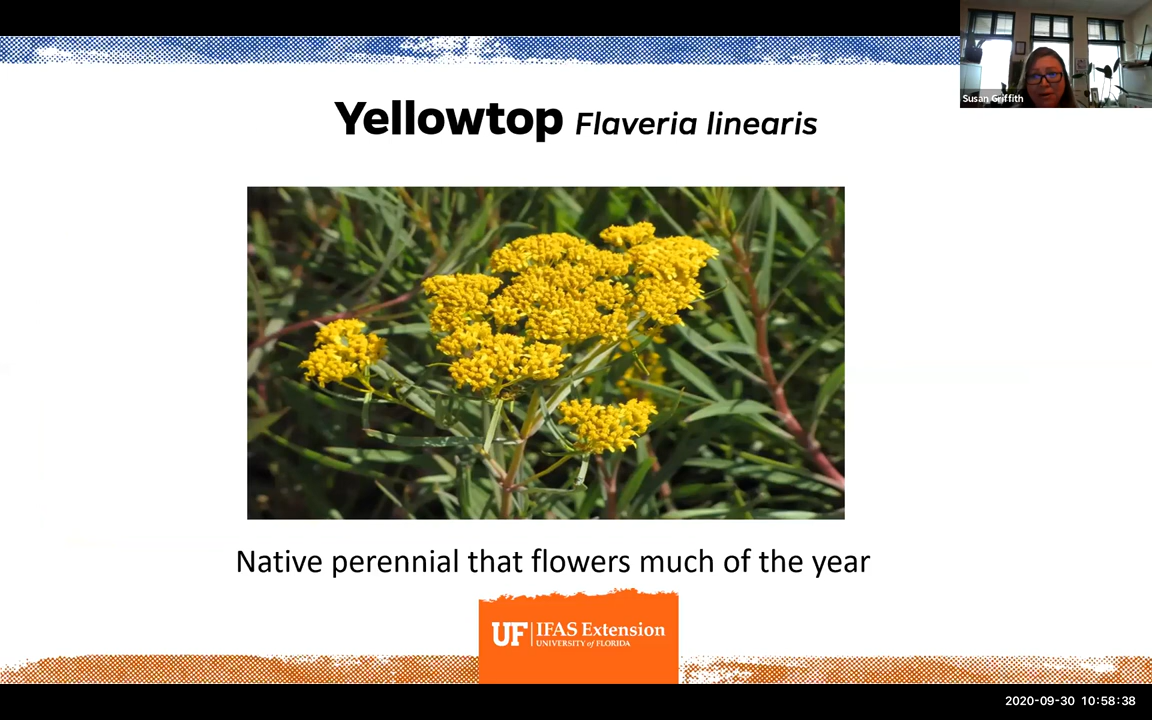 Susan Griffith
Yellowtop Flaveria linearis
Native perennial that flowers much of the year
UF IFAS Extension
UNIVERSITY of FLORIDA
2020-09-30 10:58:38